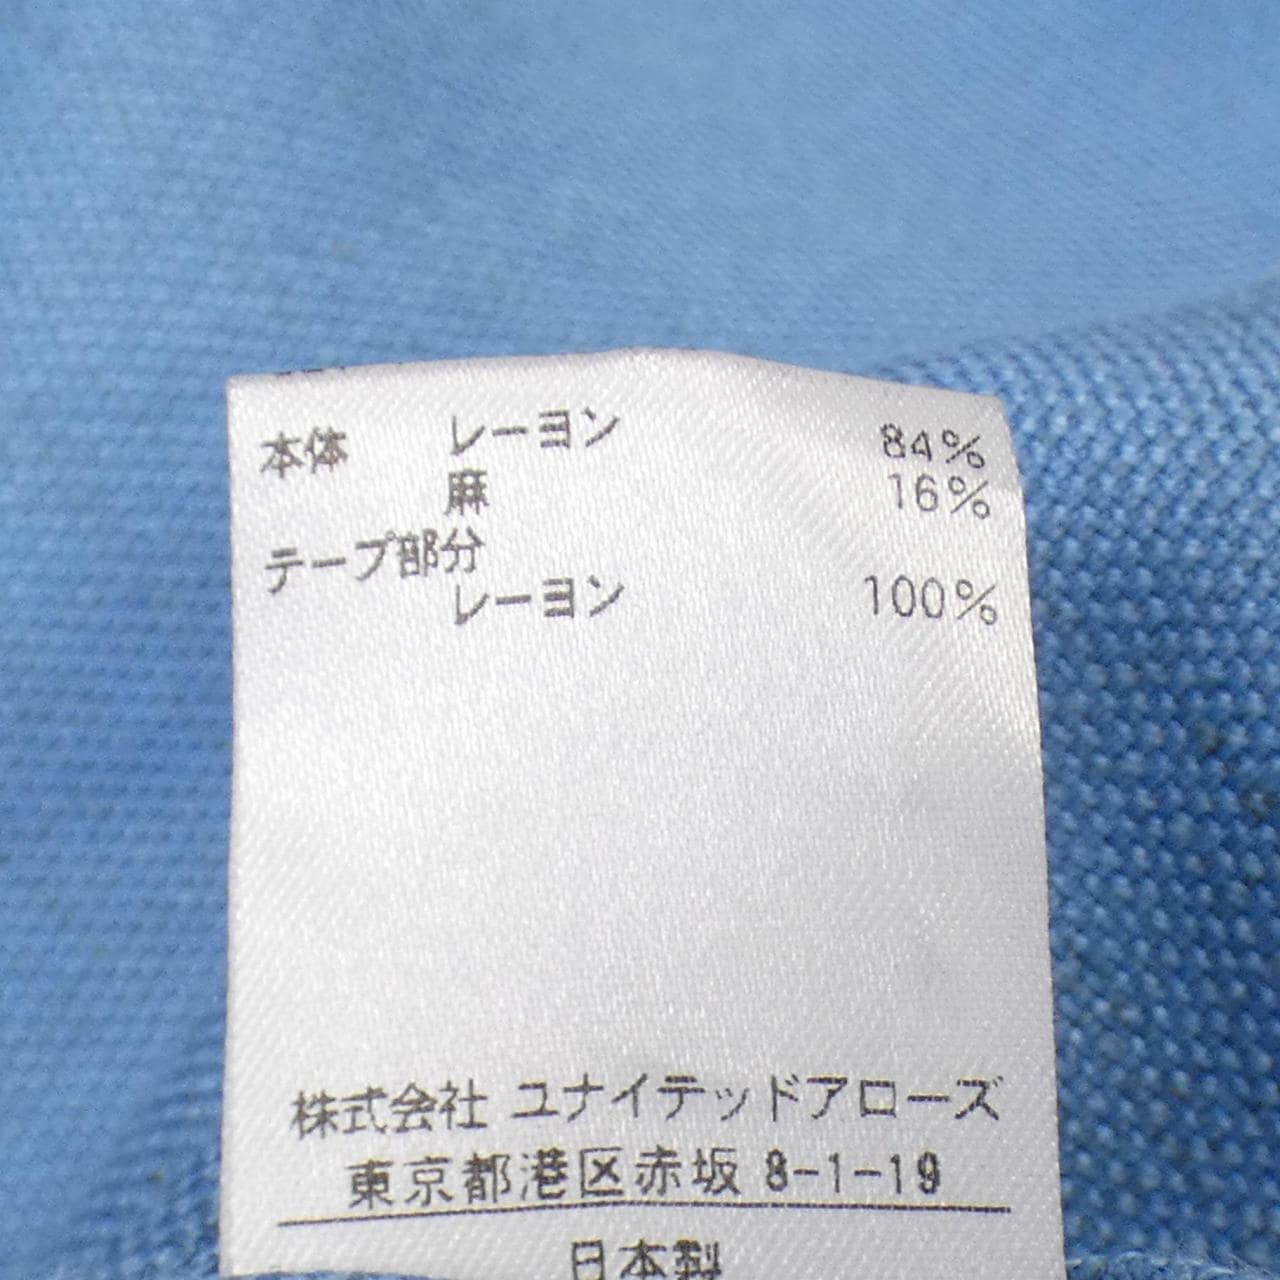 本体 レーヨン 84%
麻 16%
テープ部分
レーヨン 100%
株式会社 ユナイテッドアローズ
東京都港区赤坂 8-1-19
日本製